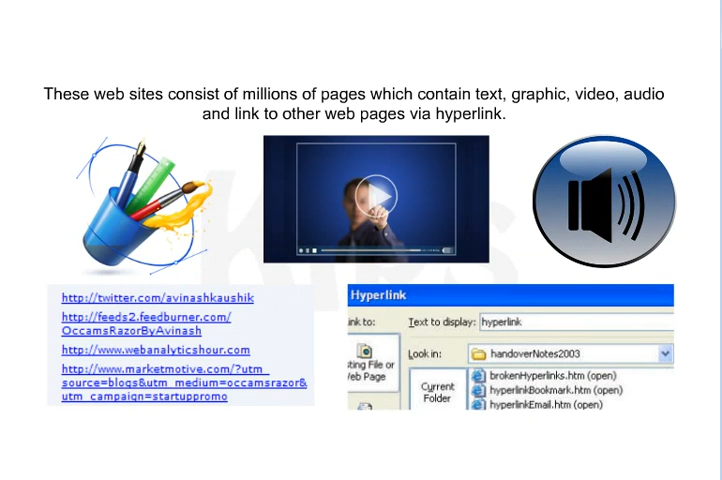 These web sites consist of millions of pages which contain text, graphic, video, audio
and link to other web pages via hyperlink.
http://twitter.com/avinashkaushik
http://feeds2.feedburner.com/
OccamsRazorByAvinash
http://www.webanalyticshour.com
http://www.marketmotive.com/?utm_
source=blogs&utm_medium=occamsrazor&
utm_campaign=startuppromo
Hyperlink
ink to:
Text to display: hyperlink
sting File or
Web Page
Look in: handoverNotes2003
Current
Folder
brokenHyperlinks.htm (open)
hyperlinkBookmark.htm (open)
hyperlinkEmail.htm (open)
Kips